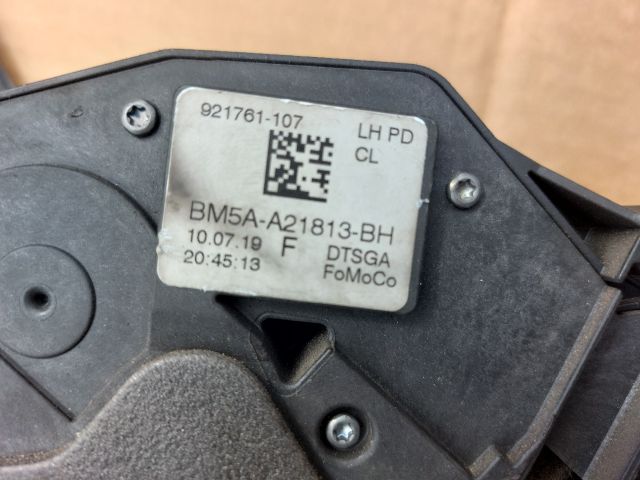 921761-107
LH PD
CL
BM5A-A21813-BH
10.07.19 F DTSGA
20:45:13 FoMoCo